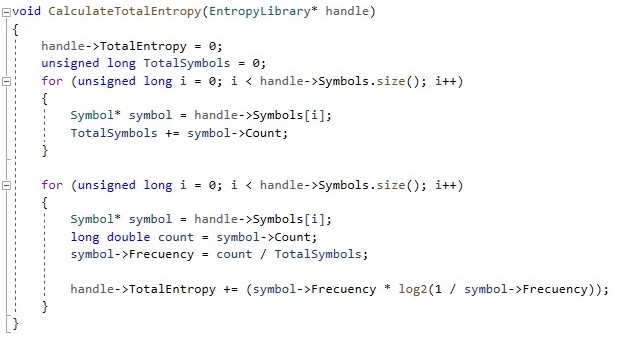 void CalculateTotalEntropy(EntropyLibrary* handle)
{
handle->TotalEntropy = 0;
unsigned long TotalSymbols = 0;
for (unsigned long i = 0; i < handle->Symbols.size(); i++)
{
Symbol* symbol = handle->Symbols[i];
TotalSymbols += symbol->Count;
}
for (unsigned long i = 0; i < handle->Symbols.size(); i++)
{
Symbol* symbol = handle->Symbols[i];
long double count = symbol->Count;
symbol->Frecuency = count / TotalSymbols;
handle->TotalEntropy += (symbol->Frecuency * log2(1 / symbol->Frecuency));
}
}